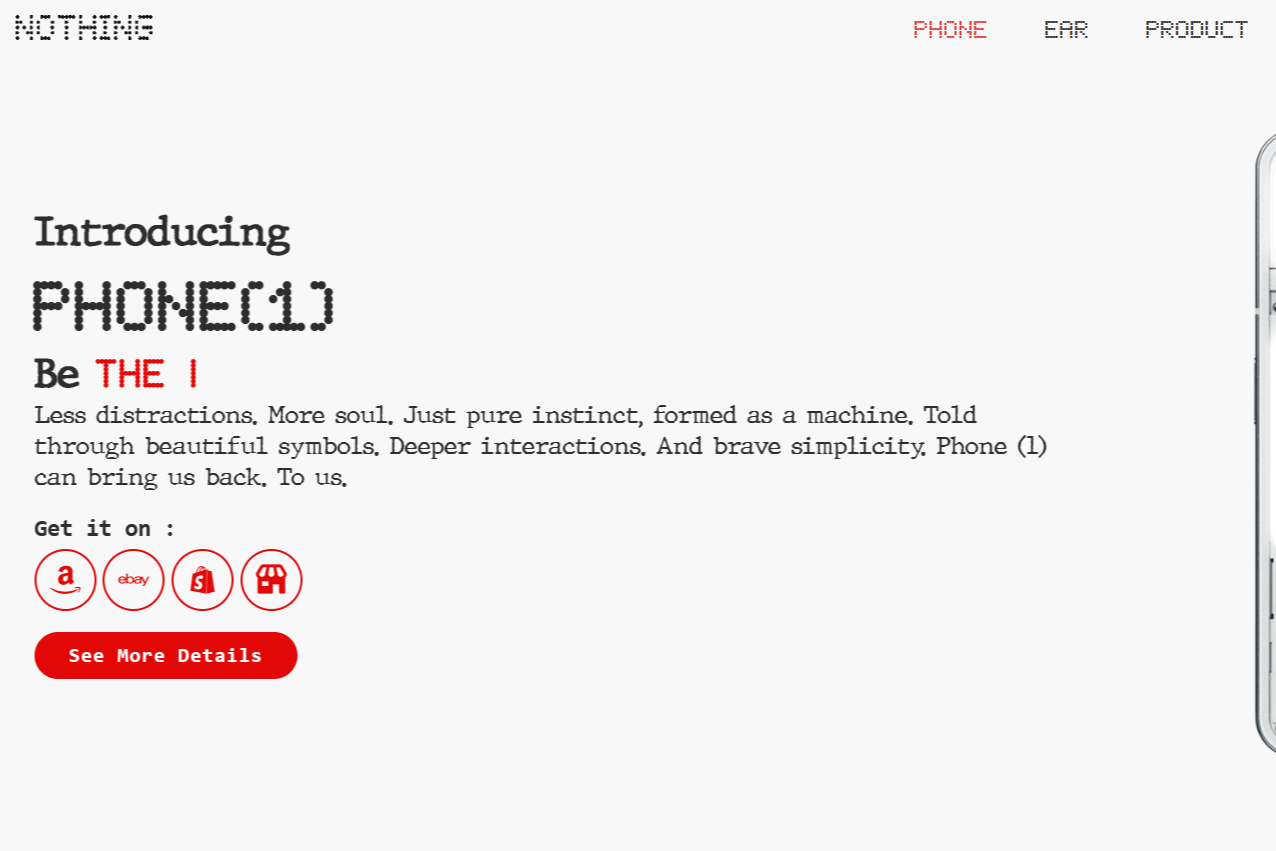 NOTHING
PHONE EAR PRODUCT
Introducing
PHONE(1)
Be THE |
Less distractions. More soul. Just pure instinct, formed as a machine. Told
through beautiful symbols. Deeper interactions. And brave simplicity. Phone (1)
can bring us back. To us.
Get it on :
a ebay S
See More Details